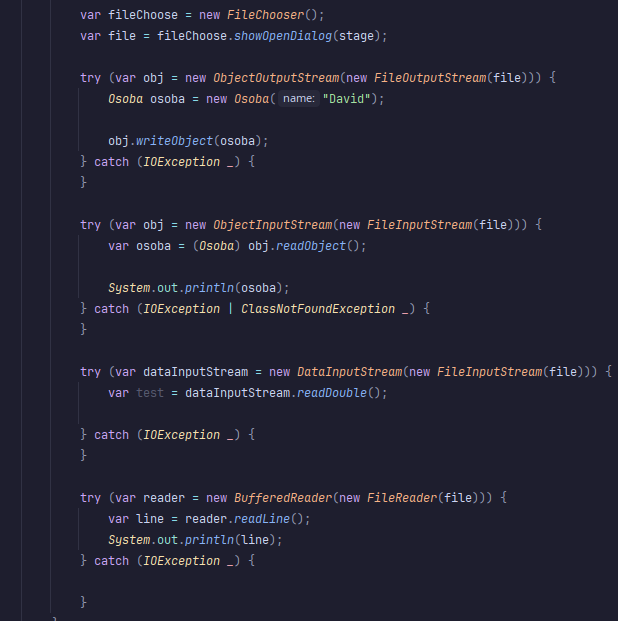 var fileChoose = new FileChooser();
var file = fileChoose.showOpenDialog(stage);
try (var obj = new ObjectOutputStream(new FileOutputStream(file))) {
Osoba osoba = new Osoba( name: "David");
obj.writeObject(osoba);
} catch (IOException _) {
}
try (var obj = new ObjectInputStream(new FileInputStream(file))) {
var osoba = (Osoba) obj.readObject();
System.out.println(osoba);
} catch (IOException | ClassNotFoundException _) {
}
try (var dataInputStream = new DataInputStream(new FileInputStream(file))) {
var test = dataInputStream.readDouble();
} catch (IOException _) {
}
try (var reader = new BufferedReader(new FileReader(file))) {
var line = reader.readLine();
System.out.println(line);
} catch (IOException _) {
}
}